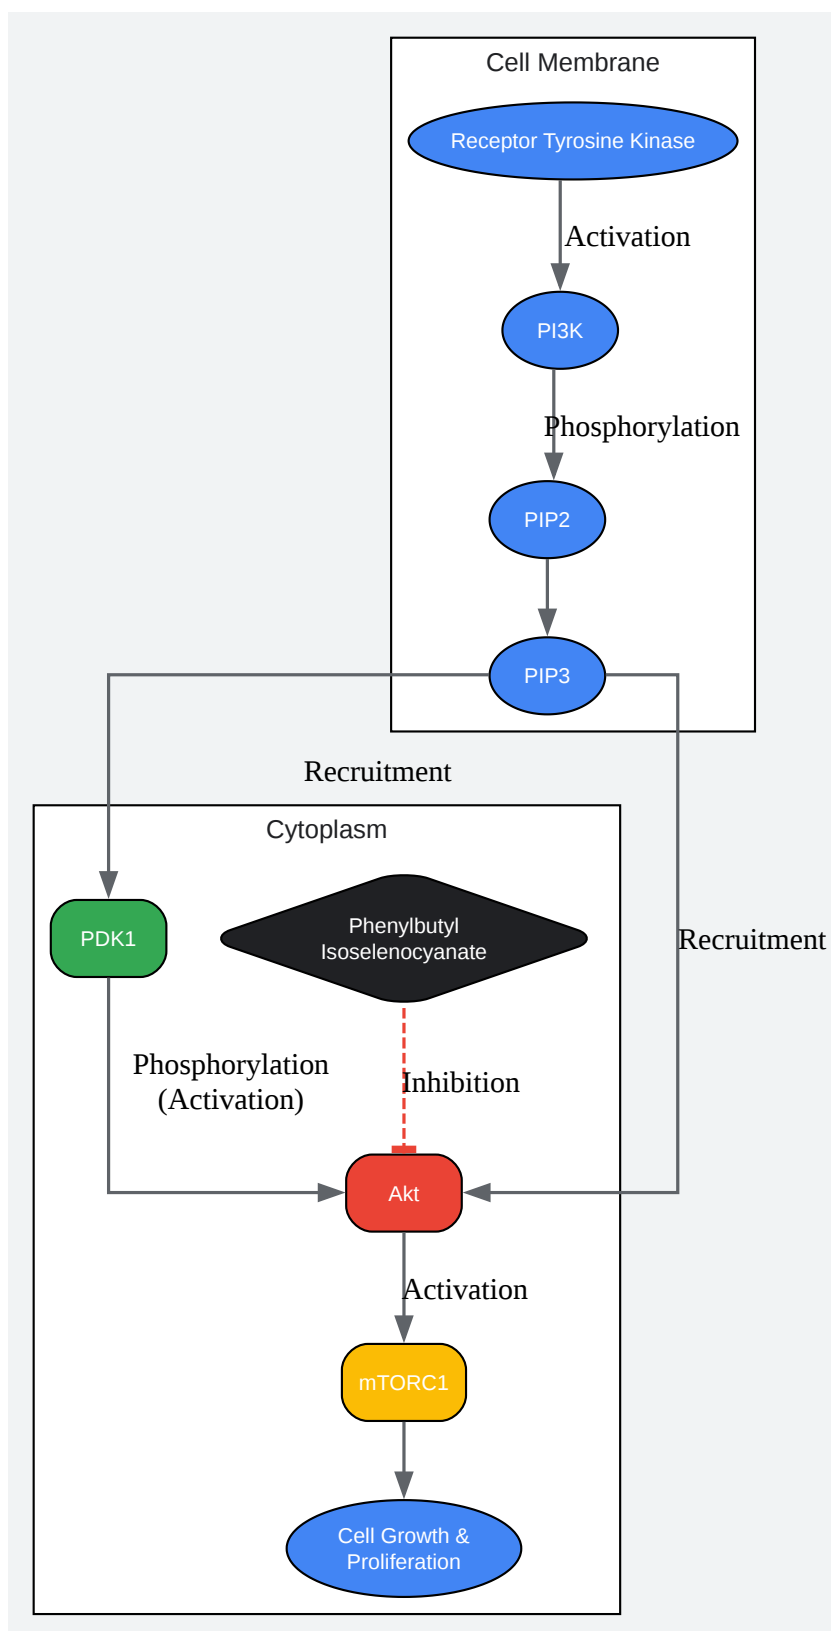 Cell Membrane
Receptor Tyrosine Kinase
Activation
PI3K
Phosphorylation
PIP2
PIP3
Recruitment
Cytoplasm
Phenylbutyl
Isoselenocyanate
PDK1
Recruitment
Phosphorylation
(Activation)
Inhibition
Akt
Activation
mTORC1
Cell Growth &
Proliferation